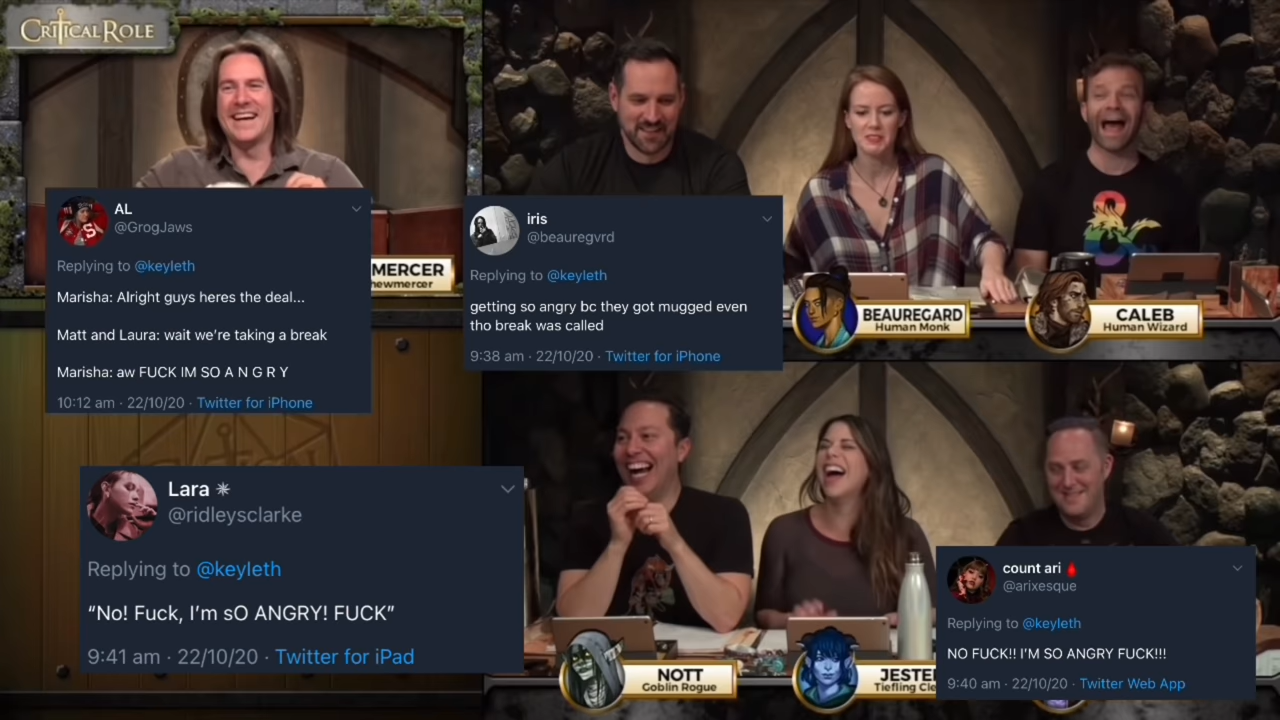 CRITICAL ROLE
MERCER
hewmercer
AL
@GrogJaws
Replying to @keyleth
Marisha: Alright guys heres the deal...
Matt and Laura: wait we're taking a break
Marisha: aw FUCK IM SO A N G R Y
10:12 am · 22/10/20 · Twitter for iPhone
iris
@beauregvrd
Replying to @keyleth
getting so angry bc they got mugged even
tho break was called
9:38 am · 22/10/20 · Twitter for iPhone
BEAUREGARD
Human Monk
CALEB
Human Wizard
Lara ✴
@ridleysclarke
Replying to @keyleth
“No! Fuck, I'm sO ANGRY! FUCK”
9:41 am · 22/10/20 · Twitter for iPad
NOTT
Goblin Rogue
JESTE
Tiefling Cle
count ari 🩸
@arixesque
Replying to @keyleth
NO FUCK!! I'M SO ANGRY FUCK!!!
9:40 am · 22/10/20 · Twitter Web App